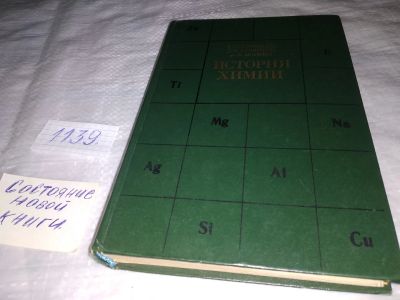 ИСТОРИЯ
ХИМИИ
Ti
Mg
Na
Ag
Al
Si
Cu
1139.
Состояние
новой
книги.